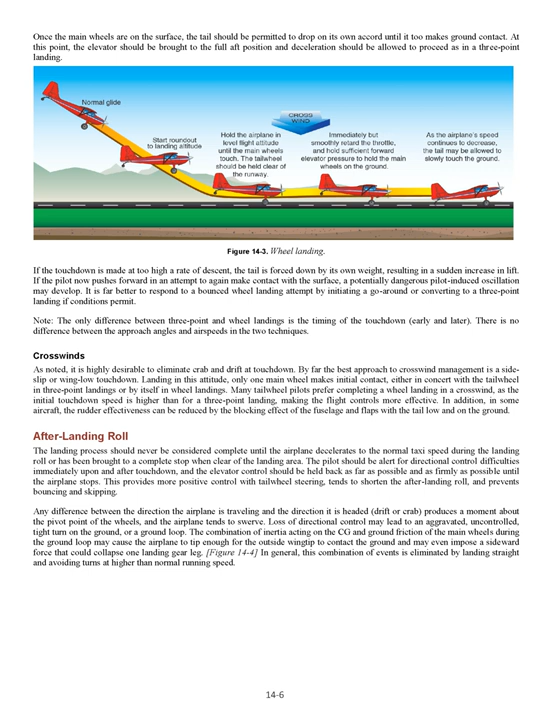 Once the main wheels are on the surface, the tail should be permitted to drop on its own accord until it too makes ground contact. At
this point, the elevator should be brought to the full aft position and deceleration should be allowed to proceed as in a three-point
landing.
Normal glide
Start roundout
to landing attitude
Hold the airplane in
level flight attitude
until the main wheels
touch. The tailwheel
should be held clear of
the runway.
CROSS
WIND
Immediately but
smoothly retard the throttle,
and hold sufficient forward
elevator pressure to hold the main
wheels on the ground.
As the airplane's speed
continues to decrease,
the tail may be allowed to
slowly touch the ground.
Figure 14-3. Wheel landing.
If the touchdown is made at too high a rate of descent, the tail is forced down by its own weight, resulting in a sudden increase in lift.
If the pilot now pushes forward in an attempt to again make contact with the surface, a potentially dangerous pilot-induced oscillation
may develop. It is far better to respond to a bounced wheel landing attempt by initiating a go-around or converting to a three-point
landing if conditions permit.
Note: The only difference between three-point and wheel landings is the timing of the touchdown (early and later). There is no
difference between the approach angles and airspeeds in the two techniques.
Crosswinds
As noted, it is highly desirable to eliminate crab and drift at touchdown. By far the best approach to crosswind management is a side-
slip or wing-low touchdown. Landing in this attitude, only one main wheel makes initial contact, either in concert with the tailwheel
in three-point landings or by itself in wheel landings. Many tailwheel pilots prefer completing a wheel landing in a crosswind, as the
initial touchdown speed is higher than for a three-point landing, making the flight controls more effective. In addition, in some
aircraft, the rudder effectiveness can be reduced by the blocking effect of the fuselage and flaps with the tail low and on the ground.
After-Landing Roll
The landing process should never be considered complete until the airplane decelerates to the normal taxi speed during the landing
roll or has been brought to a complete stop when clear of the landing area. The pilot should be alert for directional control difficulties
immediately upon and after touchdown, and the elevator control should be held back as far as possible and as firmly as possible until
the airplane stops. This provides more positive control with tailwheel steering, tends to shorten the after-landing roll, and prevents
bouncing and skipping.
Any difference between the direction the airplane is traveling and the direction it is headed (drift or crab) produces a moment about
the pivot point of the wheels, and the airplane tends to swerve. Loss of directional control may lead to an aggravated, uncontrolled,
tight turn on the ground, or a ground loop. The combination of inertia acting on the CG and ground friction of the main wheels during
the ground loop may cause the airplane to tip enough for the outside wingtip to contact the ground and may even impose a sideward
force that could collapse one landing gear leg. [Figure 14-4] In general, this combination of events is eliminated by landing straight
and avoiding turns at higher than normal running speed.
14-6